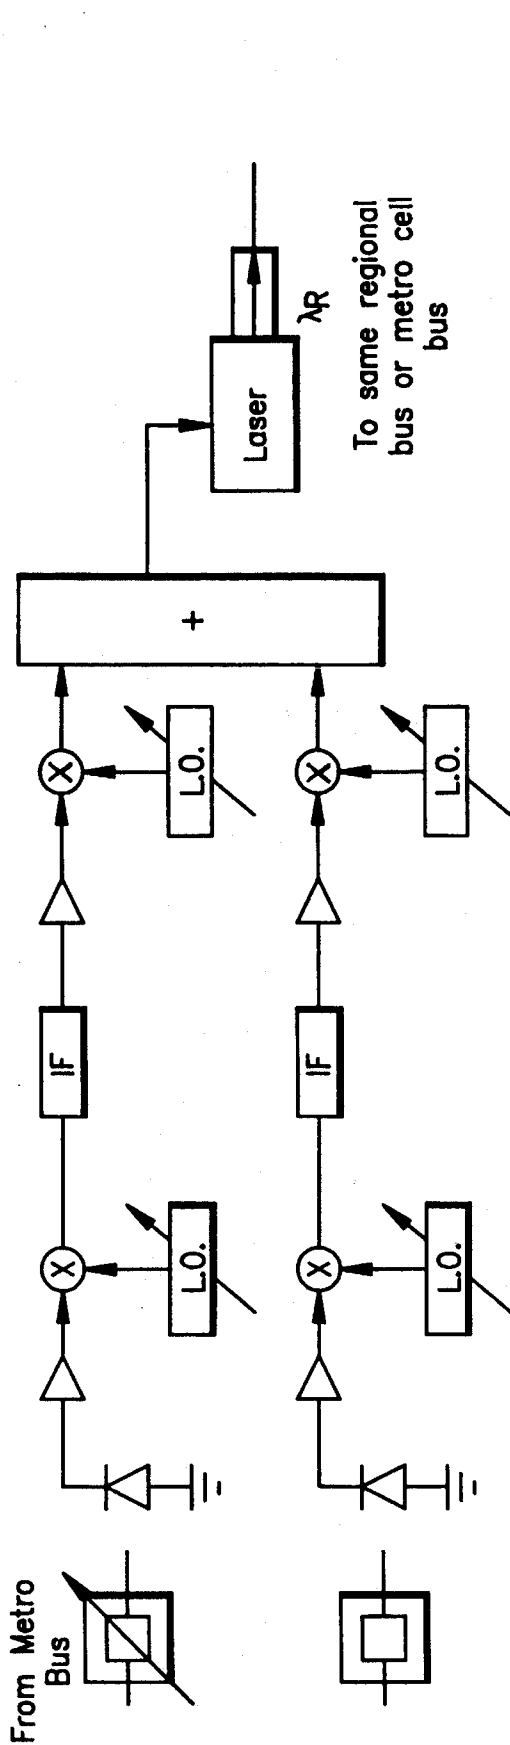 From Metro
Bus
X
L.O.
IF
X
L.O.
X
L.O.
IF
X
L.O.
+
Laser
λR
To same regional
bus or metro cell
bus